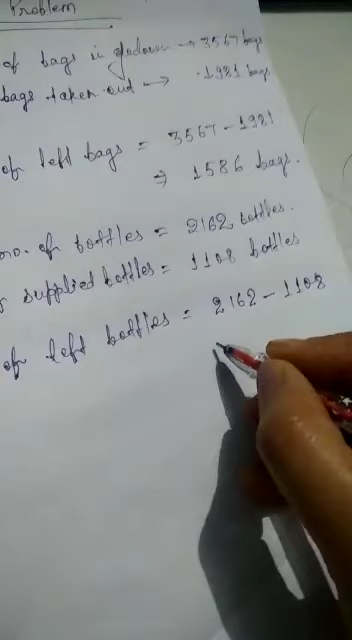 Problem
of bags in godown → 3567 bags
bags taken out → 1981 bags
of left bags = 3567 - 1981
⇒ 1586 bags.
no. of bottles = 2162 bottles.
supplied bottles = 1108 bottles
of left bottles = 2162 - 1108